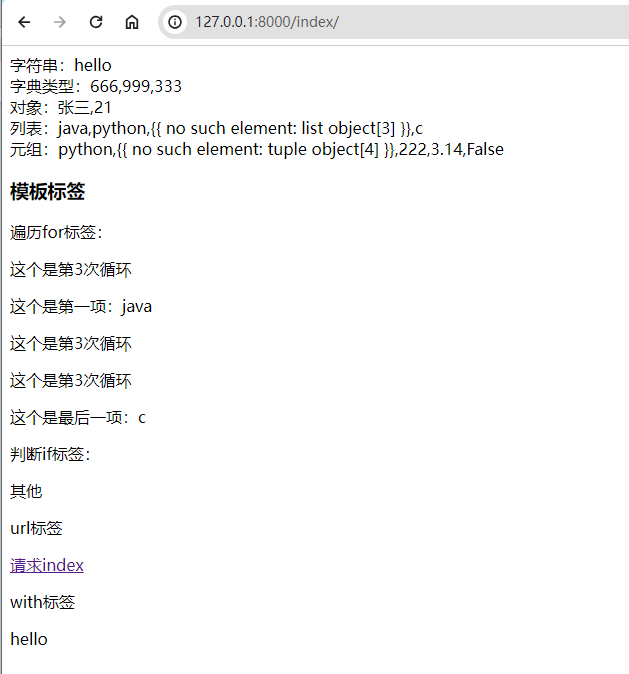 127.0.0.1:8000/index/
字符串：hello
字典类型：666,999,333
对象：张三,21
列表：java,python,{{ no such element: list object[3] }},c
元组：python,{{ no such element: tuple object[4] }},222,3.14,False
模板标签
遍历for标签：
这个是第3次循环
这个是第一项：java
这个是第3次循环
这个是第3次循环
这个是最后一项：c
判断if标签：
其他
url标签
请求index
with标签
hello